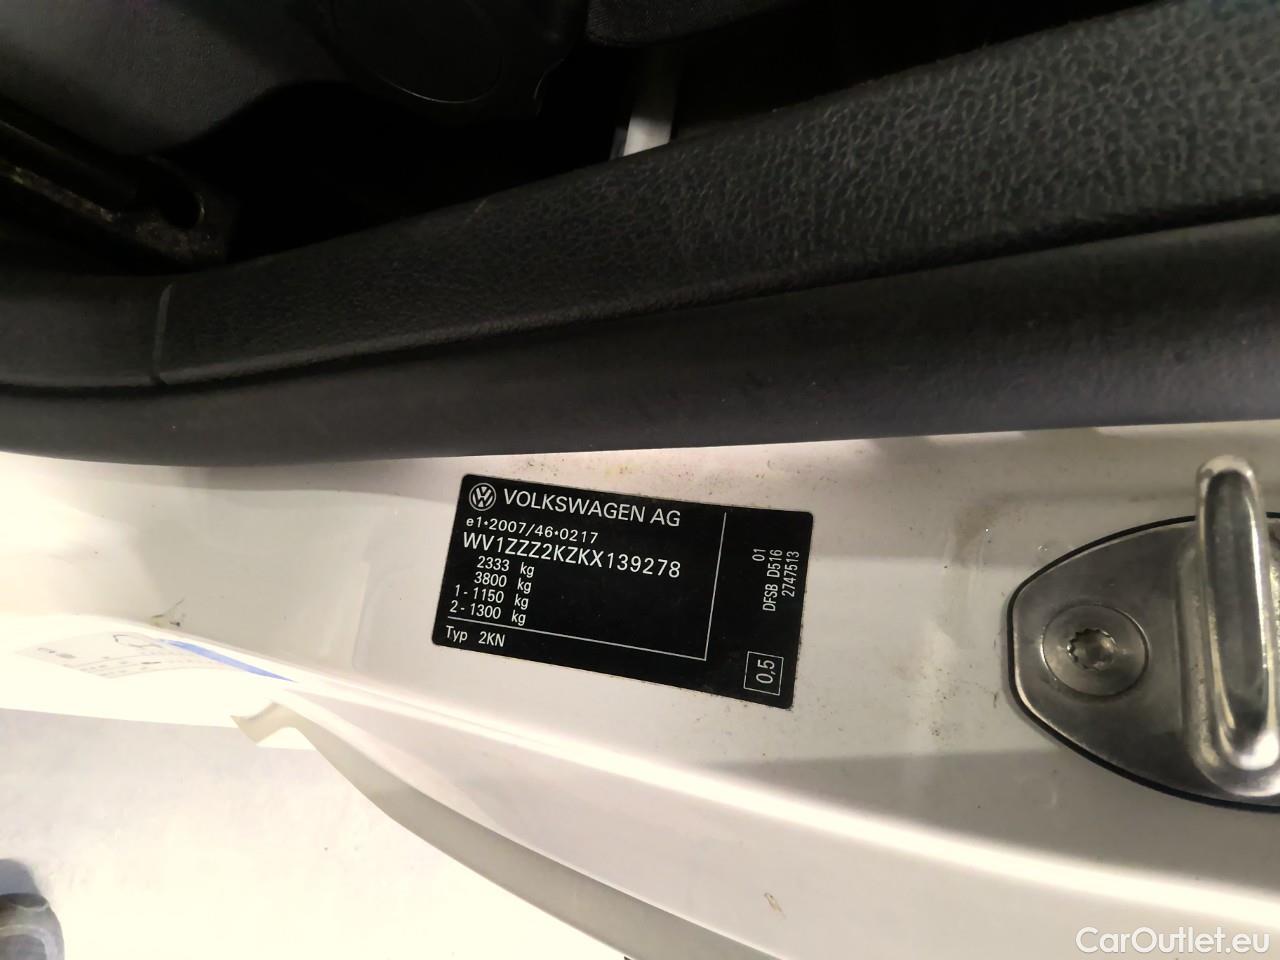 VOLKSWAGEN AG
e1*2007/46*0217
WV1ZZZ2KZKX139278
2333 kg
3800 kg
1 - 1150 kg
2 - 1300 kg
Typ 2KN
01
DFSB D516
2747513
0,5
CarOutlet.eu